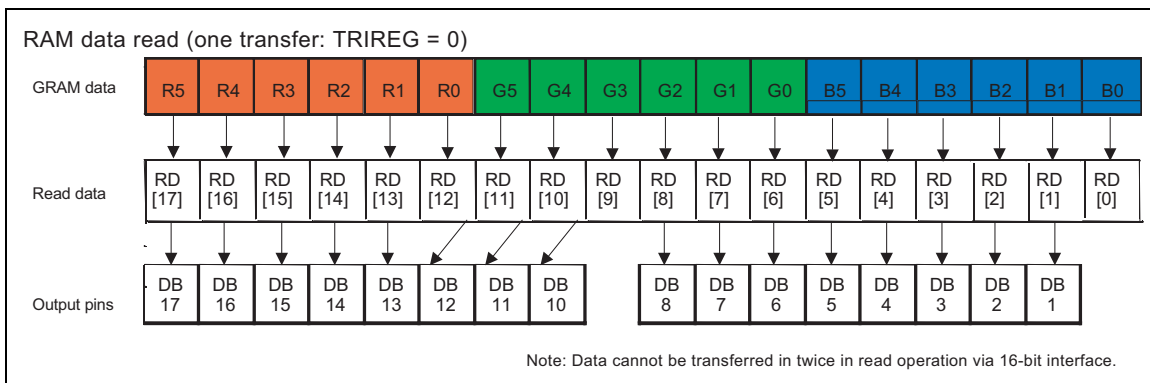 RAM data read (one transfer: TRIREG = 0)
GRAM data R5 R4 R3 R2 R1 R0 G5 G4 G3 G2 G1 G0 B5 B4 B3 B2 B1 B0
Read data
RD RD RD RD RD RD RD RD RD RD RD RD RD RD RD RD RD RD
[17] [16] [15] [14] [13] [12] [11] [10] [9] [8] [7] [6] [5] [4] [3] [2] [1] [0]
Output pins
DB DB DB DB DB DB DB DB DB DB DB DB DB DB DB DB
17 16 15 14 13 12 11 10 8 7 6 5 4 3 2 1
Note: Data cannot be transferred in twice in read operation via 16-bit interface.